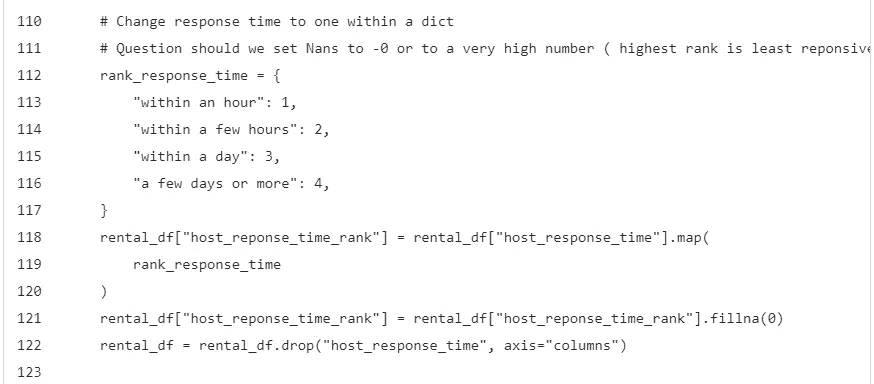 110 # Change response time to one within a dict
111 # Question should we set Nans to -0 or to a very high number ( highest rank is least reponsive
112 rank_response_time = {
113     "within an hour": 1,
114     "within a few hours": 2,
115     "within a day": 3,
116     "a few days or more": 4,
117 }
118 rental_df["host_reponse_time_rank"] = rental_df["host_response_time"].map(
119     rank_response_time
120 )
121 rental_df["host_reponse_time_rank"] = rental_df["host_reponse_time_rank"].fillna(0)
122 rental_df = rental_df.drop("host_response_time", axis="columns")
123